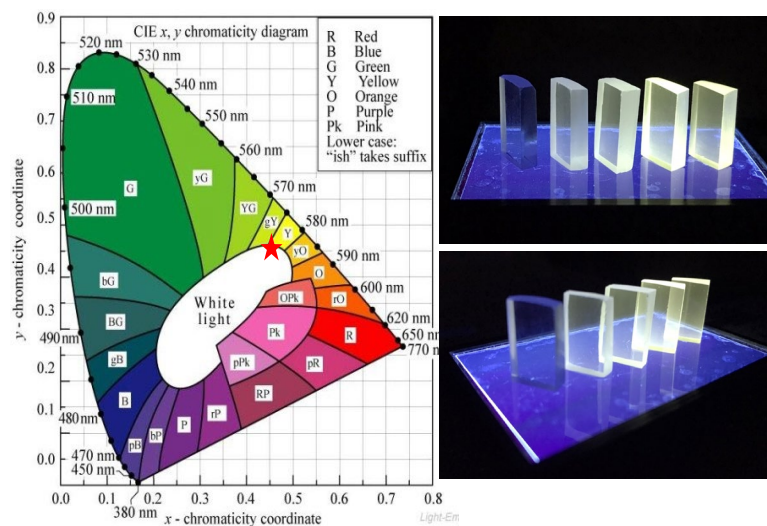 CIE x, y chromaticity diagram
R Red
B Blue
G Green
Y Yellow
O Orange
P Purple
Pk Pink
Lower case:
"ish" takes suffix
0.9
0.8
0.7
0.6
0.5
0.4
0.3
0.2
0.1
0.0
y - chromaticity coordinate
520 nm
530 nm
540 nm
550 nm
560 nm
570 nm
580 nm
590 nm
600 nm
620 nm
650 nm
770 nm
510 nm
500 nm
490nm
480nm
470 nm
450 nm
380 nm
G
yG
YG
gY
Y
yO
O
rO
OPk
bG
BG
gB
B
pB
bP
P
rP
RP
pR
R
Pk
pPk
White
light
0.0 0.1 0.2 0.3 0.4 0.5 0.6 0.7 0.8
x - chromaticity coordinate
Light-Em